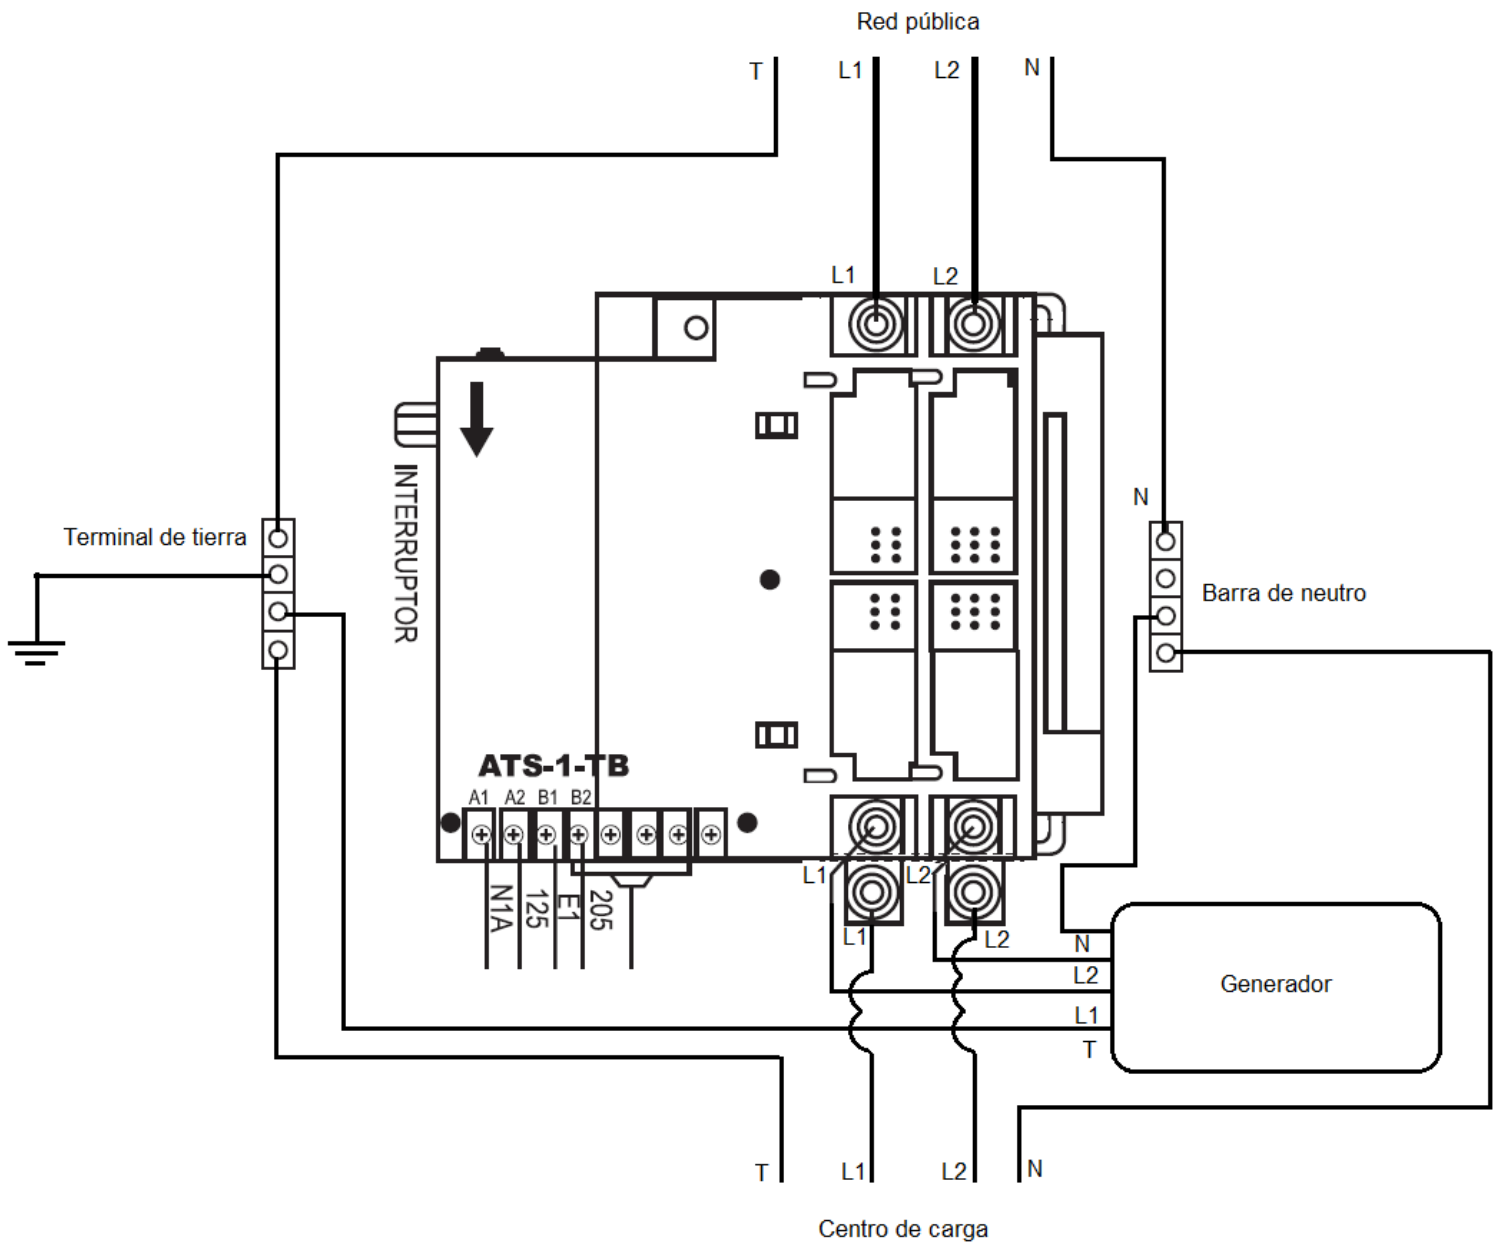 Red pública
T
L1
L2
N
L1
L2
INTERRUPTOR
N
Terminal de tierra
Barra de neutro
ATS-1-TB
A1
A2
B1
B2
L1
L2
N1A
125
E1
205
L1
L2
N
L2
L1
T
Generador
T
L1
L2
N
Centro de carga